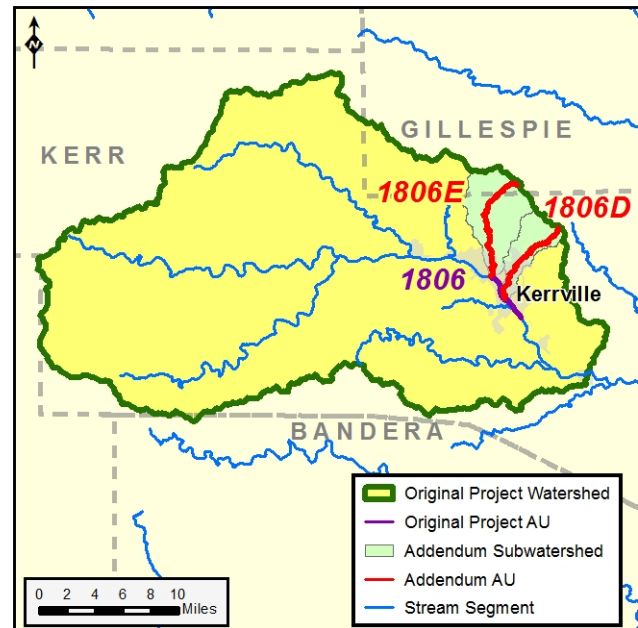 N
GILLESPIE
KERR
1806E
1806D
1806
Kerrville
BANDERA
Original Project Watershed
Original Project AU
Addendum Subwatershed
Addendum AU
Stream Segment
0 2 4 6 8 10
Miles